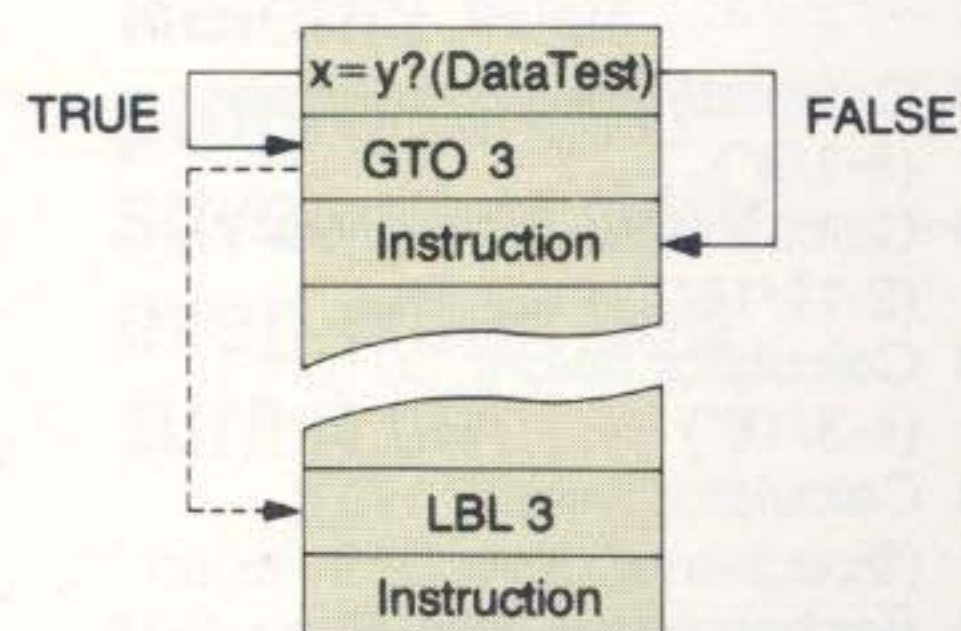 x=y?(DataTest)
TRUE
FALSE
GTO 3
Instruction
LBL 3
Instruction